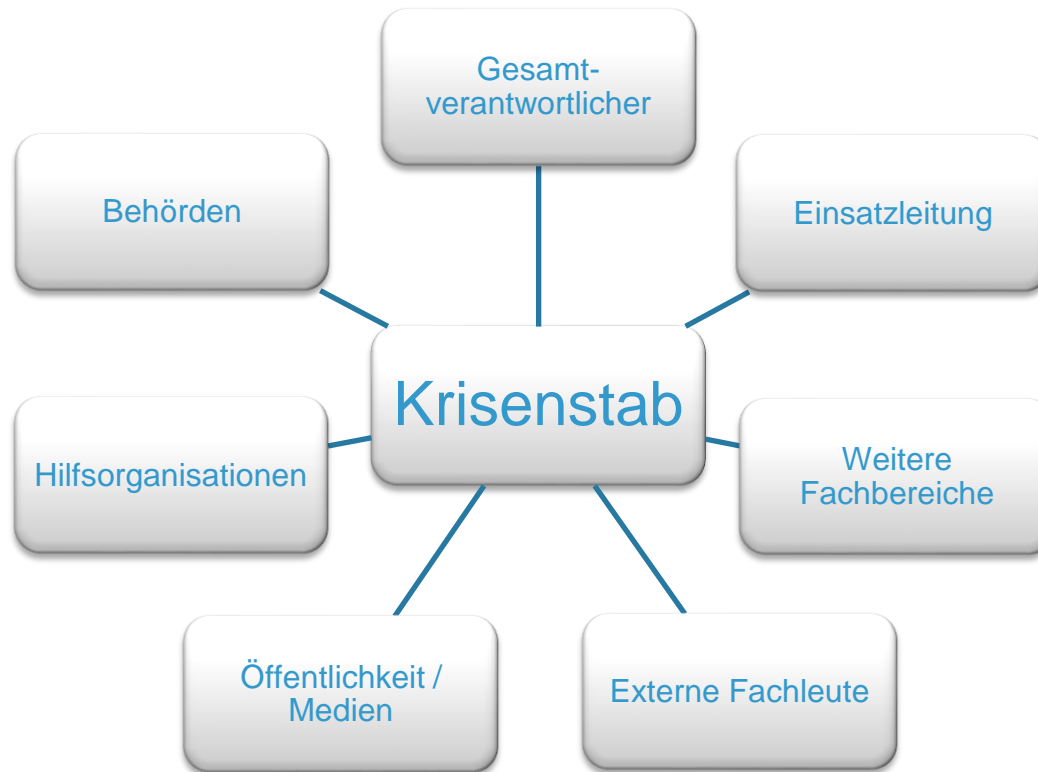 Gesamt-
verantwortlicher
Behörden
Einsatzleitung
Krisenstab
Hilfsorganisationen
Weitere
Fachbereiche
Öffentlichkeit /
Medien
Externe Fachleute